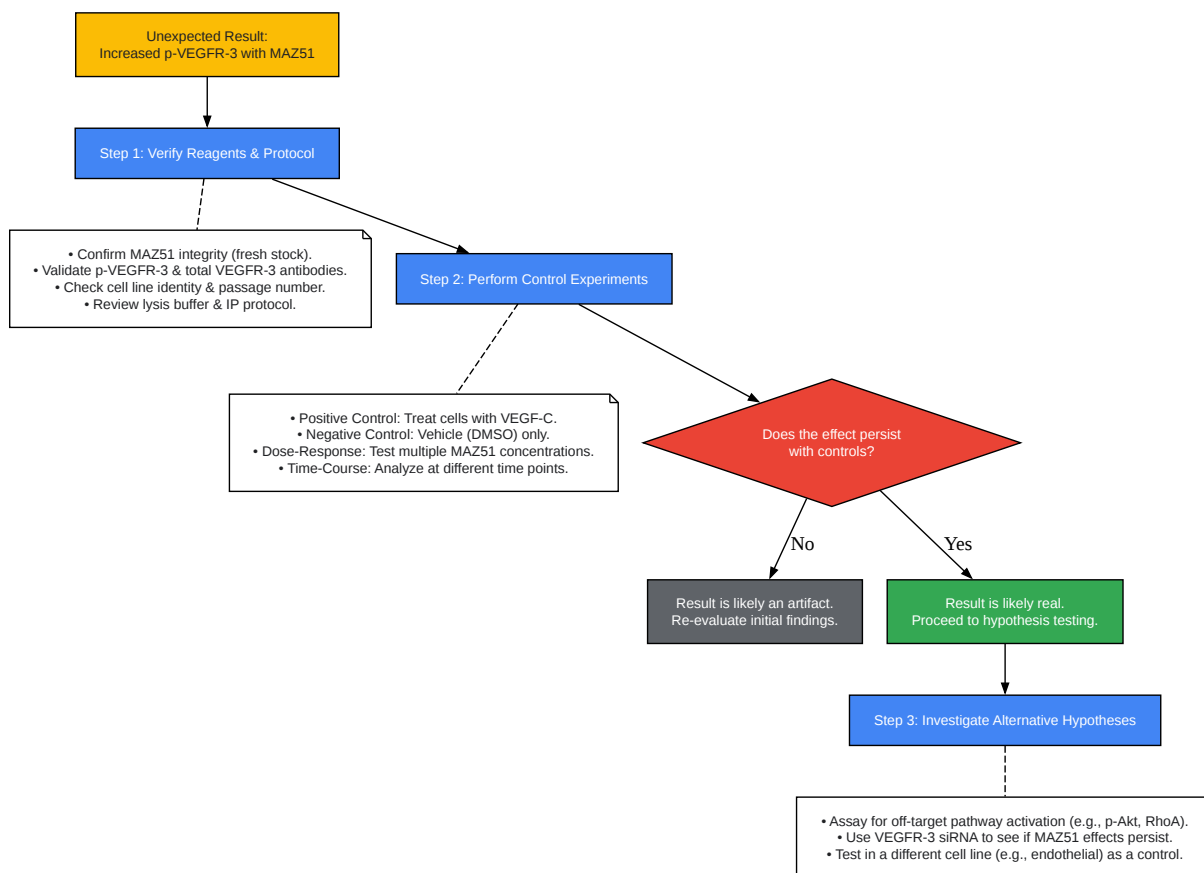 Unexpected Result:
Increased p-VEGFR-3 with MAZ51
Step 1: Verify Reagents & Protocol
• Confirm MAZ51 integrity (fresh stock).
• Validate p-VEGFR-3 & total VEGFR-3 antibodies.
• Check cell line identity & passage number.
• Review lysis buffer & IP protocol.
Step 2: Perform Control Experiments
• Positive Control: Treat cells with VEGF-C.
• Negative Control: Vehicle (DMSO) only.
• Dose-Response: Test multiple MAZ51 concentrations.
• Time-Course: Analyze at different time points.
Does the effect persist
with controls?
No
Yes
Result is likely an artifact.
Re-evaluate initial findings.
Result is likely real.
Proceed to hypothesis testing.
Step 3: Investigate Alternative Hypotheses
• Assay for off-target pathway activation (e.g., p-Akt, RhoA).
• Use VEGFR-3 siRNA to see if MAZ51 effects persist.
• Test in a different cell line (e.g., endothelial) as a control.